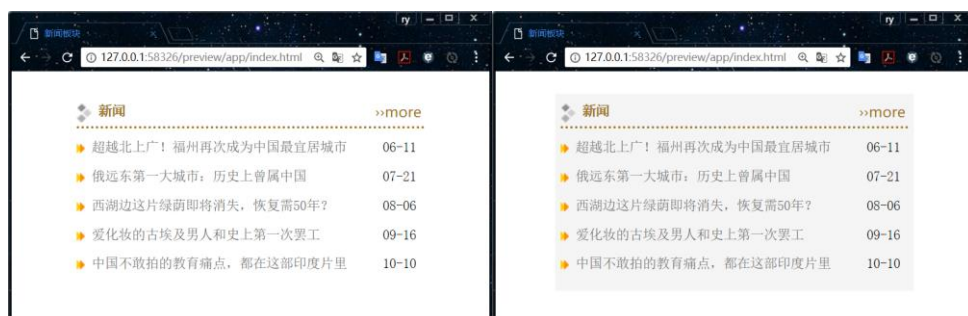 ry
新闻板块
127.0.0.1:58326/preview/app/index.html
新闻
››more
超越北上广！福州再次成为中国最宜居城市 06-11
俄远东第一大城市：历史上曾属中国 07-21
西湖边这片绿荫即将消失，恢复需50年？ 08-06
爱化妆的古埃及男人和史上第一次罢工 09-16
中国不敢拍的教育痛点，都在这部印度片里 10-10
ry
新闻板块
127.0.0.1:58326/preview/app/index.html
新闻
››more
超越北上广！福州再次成为中国最宜居城市 06-11
俄远东第一大城市：历史上曾属中国 07-21
西湖边这片绿荫即将消失，恢复需50年？ 08-06
爱化妆的古埃及男人和史上第一次罢工 09-16
中国不敢拍的教育痛点，都在这部印度片里 10-10